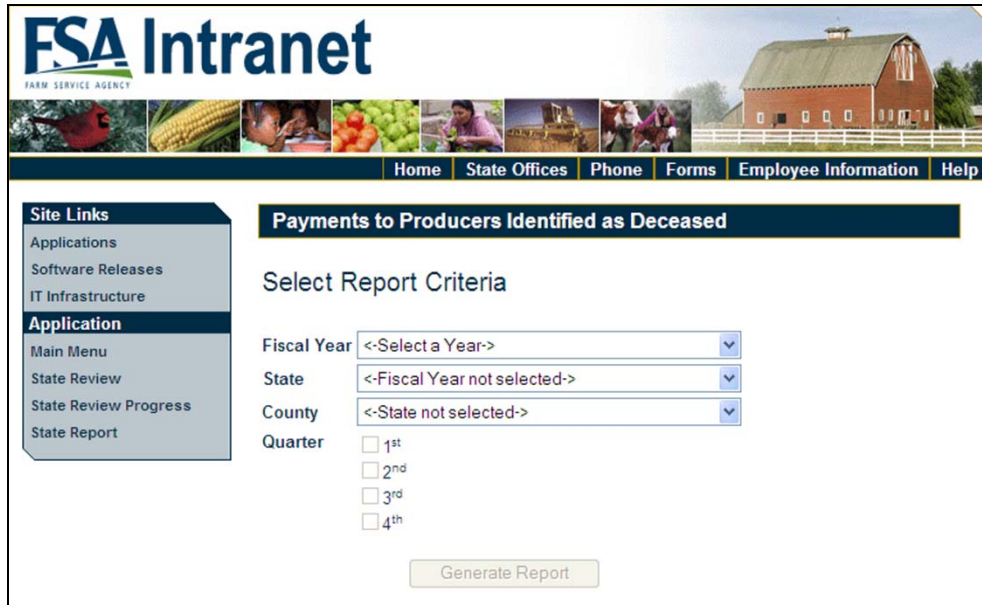 FSA Intranet
FARM SERVICE AGENCY
Home State Offices Phone Forms Employee Information Help
Site Links
Applications
Software Releases
IT Infrastructure
Application
Main Menu
State Review
State Review Progress
State Report
Payments to Producers Identified as Deceased
Select Report Criteria
Fiscal Year <-Select a Year->
State <-Fiscal Year not selected->
County <-State not selected->
Quarter 1st
2nd
3rd
4th
Generate Report